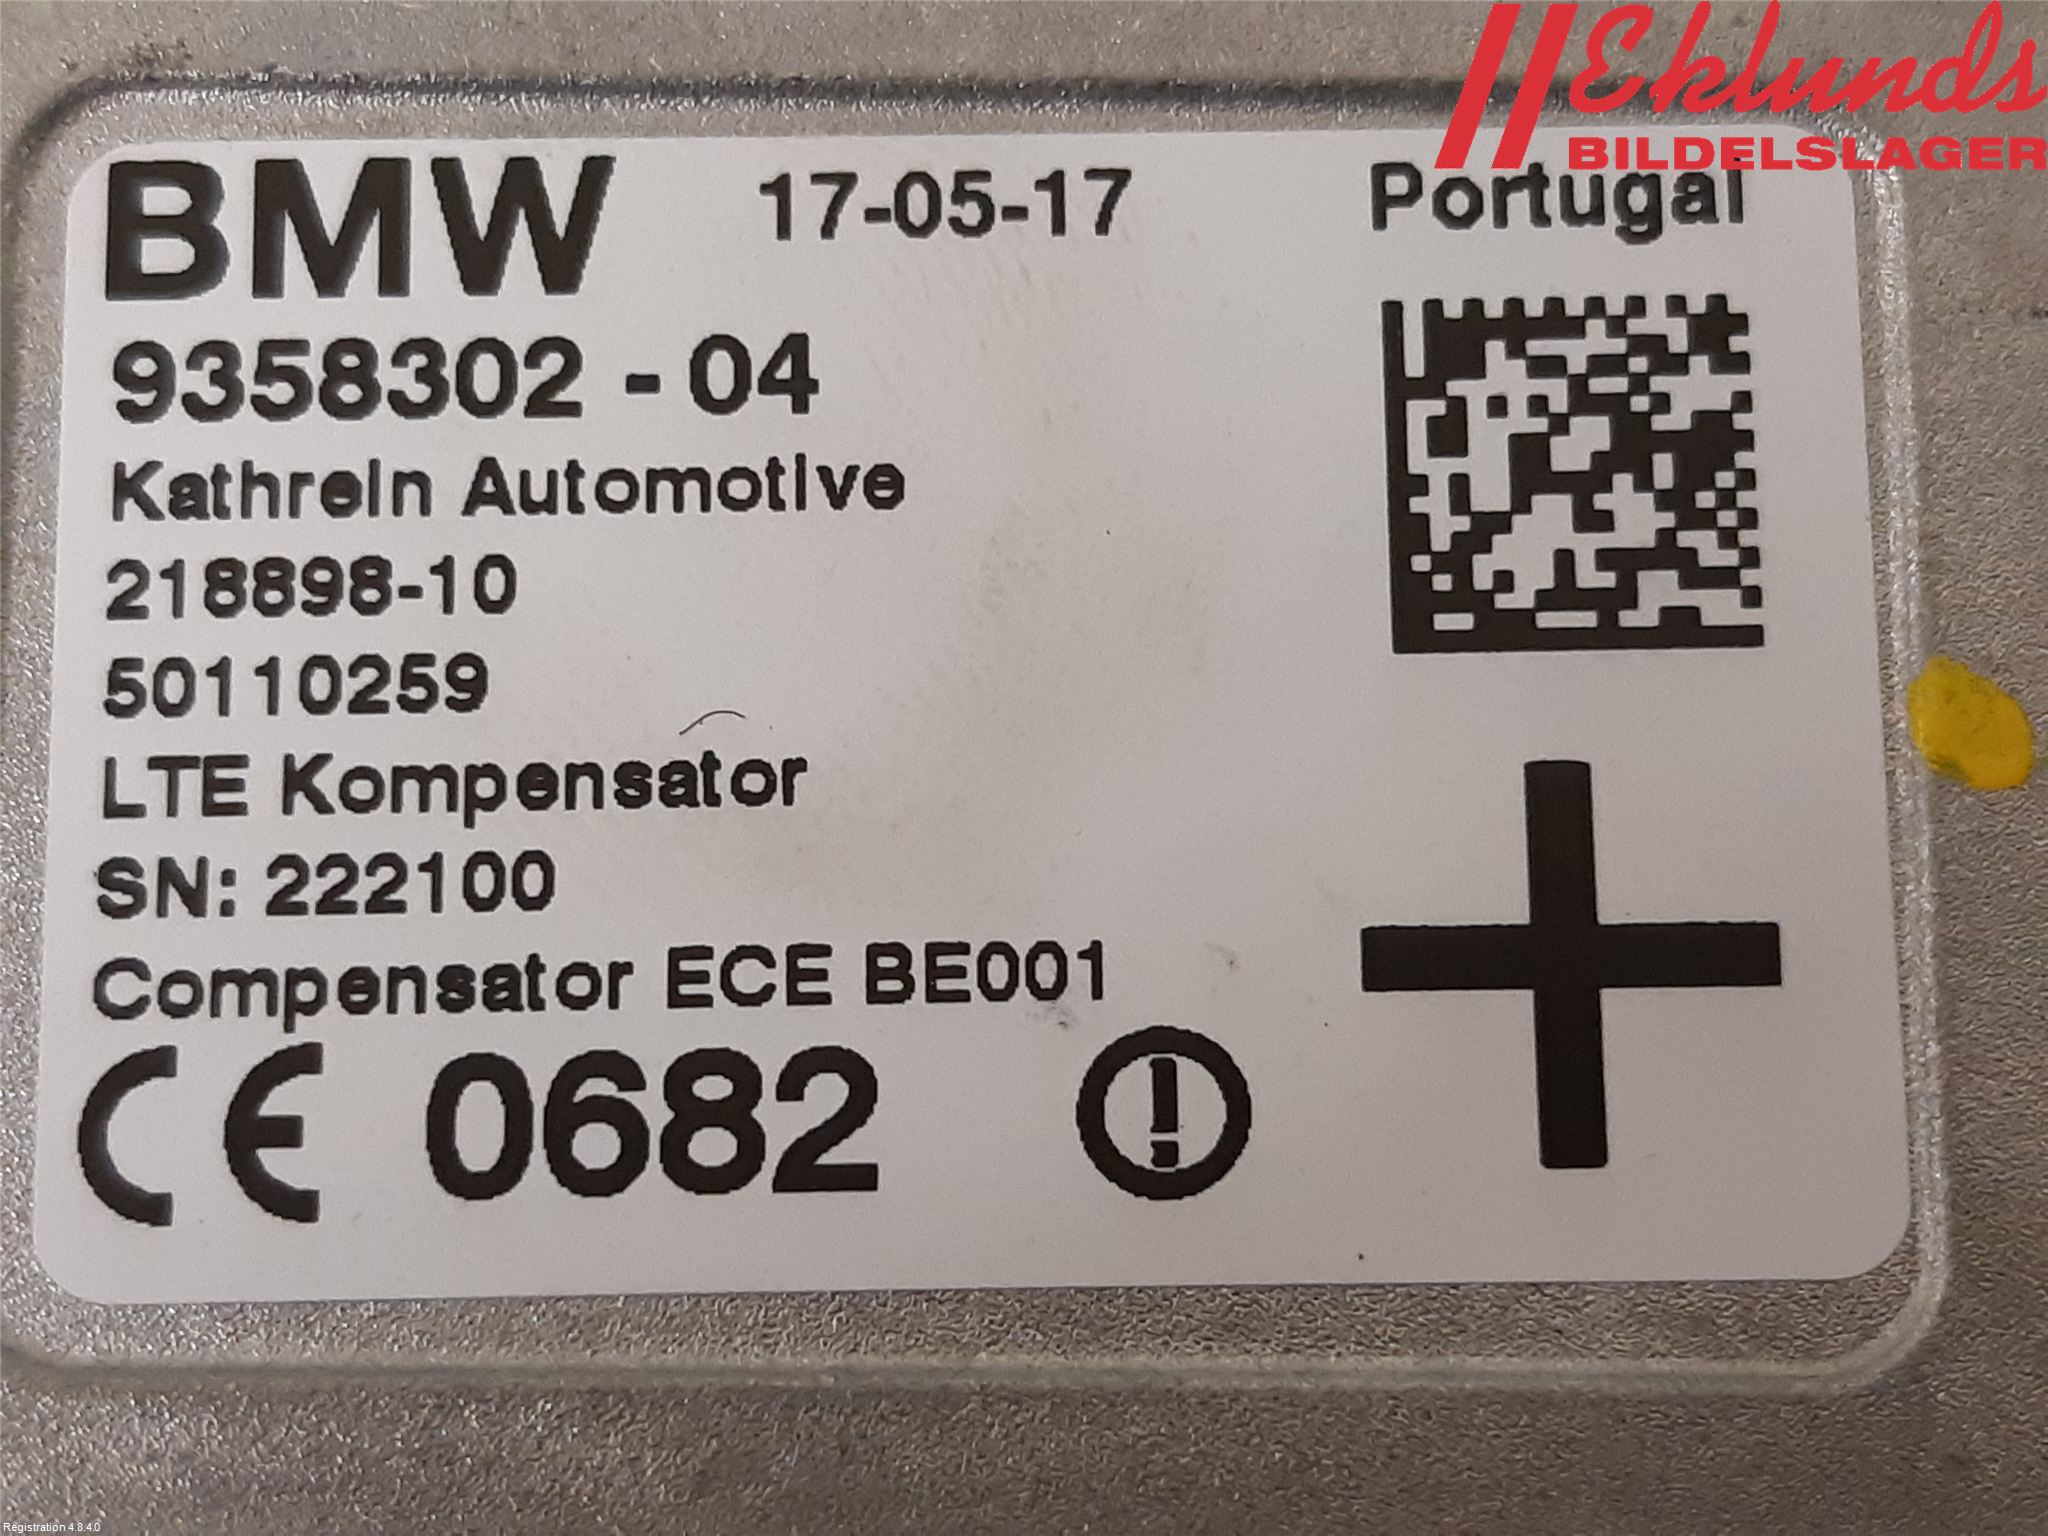 Eklunds
BILDELSLAGER
BMW 17-05-17 Portugal
9358302 - 04
Kathrein Automotive
218898-10
50110259
LTE Kompensator
SN: 222100
Compensator ECE BE001
CE 0682
Registration 4.8.4.0